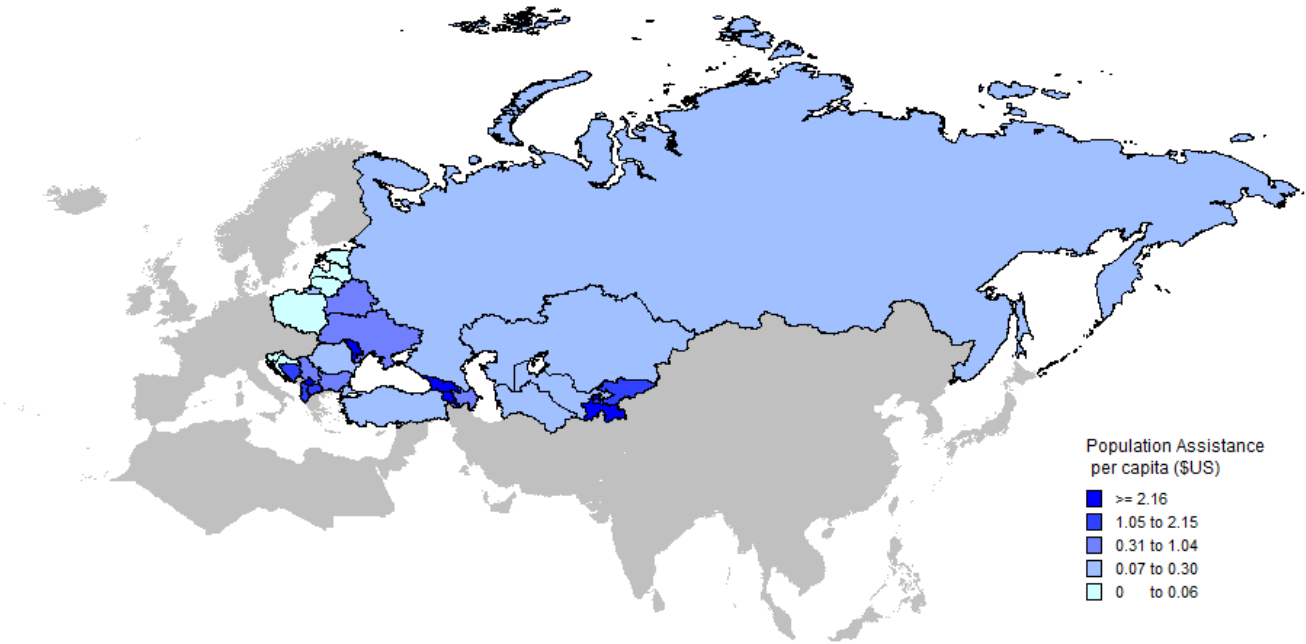 Population Assistance
per capita ($US)
>= 2.16
1.05 to 2.15
0.31 to 1.04
0.07 to 0.30
0 to 0.06